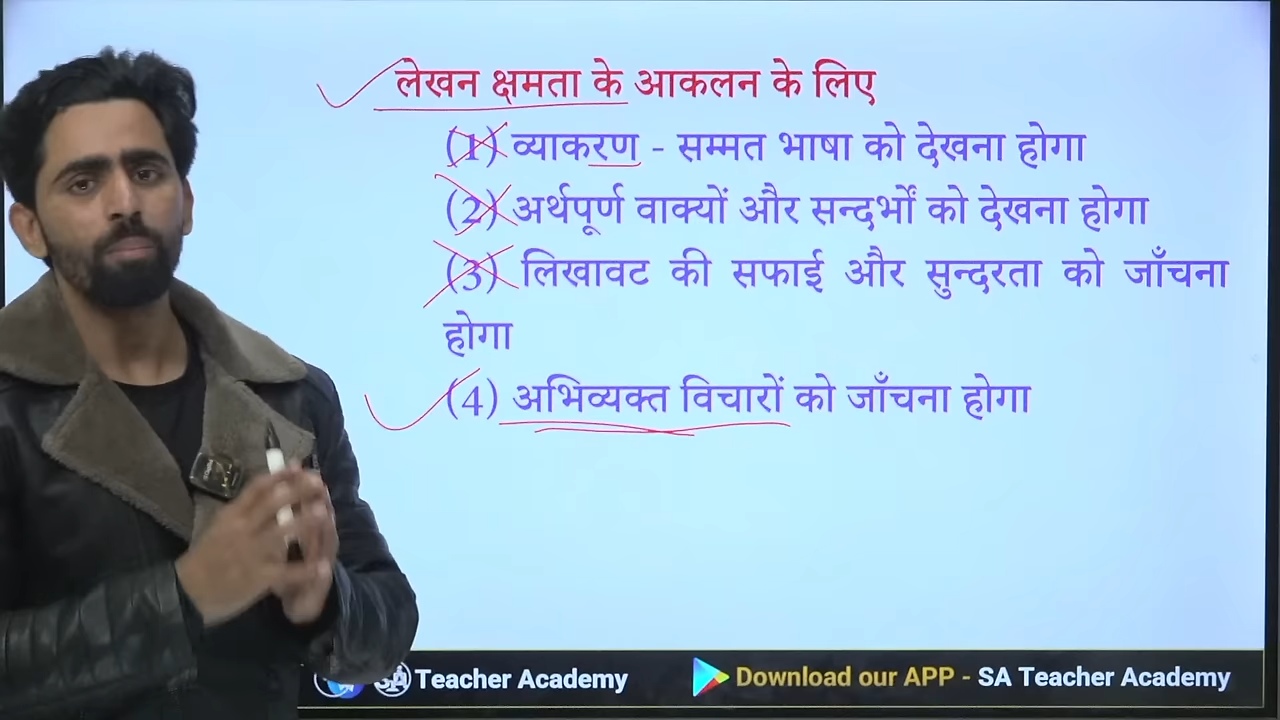 लेखन क्षमता के आकलन के लिए
(1) व्याकरण - सम्मत भाषा को देखना होगा
(2) अर्थपूर्ण वाक्यों और सन्दर्भों को देखना होगा
(3) लिखावट की सफाई और सुन्दरता को जाँचना
होगा
(4) अभिव्यक्त विचारों को जाँचना होगा
SA Teacher Academy Download our APP - SA Teacher Academy